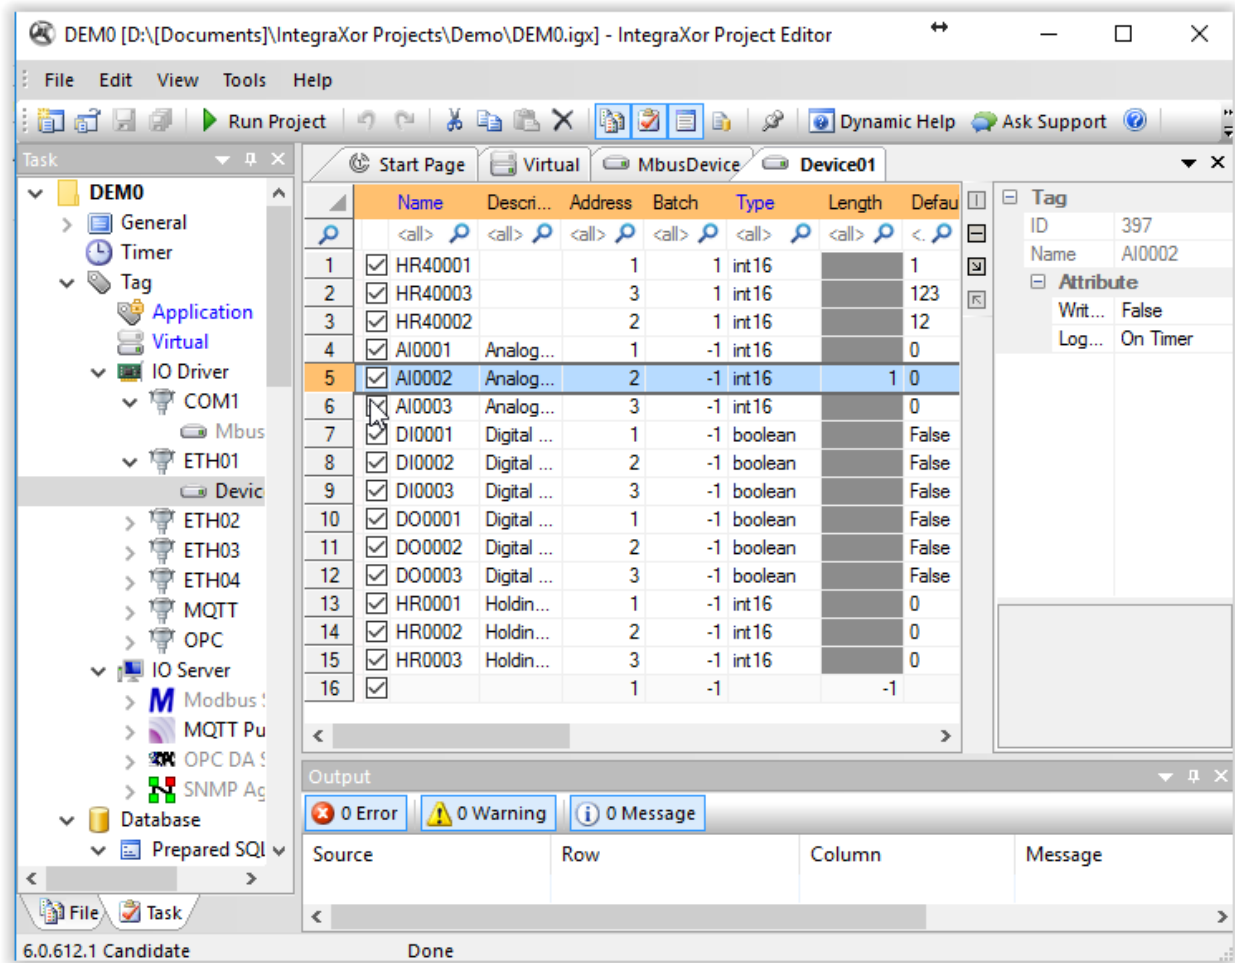 DEM0 [D:\[Documents]\IntegraXor Projects\Demo\DEM0.igx] - IntegraXor Project Editor
File Edit View Tools Help
Run Project Dynamic Help Ask Support
Task
DEM0
General
Timer
Tag
Application
Virtual
IO Driver
COM1
Mbus
ETH01
Devic
ETH02
ETH03
ETH04
MQTT
OPC
IO Server
Modbus
MQTT Pu
OPC DA
SNMP Ag
Database
Prepared SQL
File Task
Start Page Virtual MbusDevice Device01
Name Descri... Address Batch Type Length Defau
<all> <all> <all> <all> <all> <all> <.
1 HR40001 1 1 int16 1
2 HR40003 3 1 int16 123
3 HR40002 2 1 int16 12
4 AI0001 Analog... 1 -1 int16 0
5 AI0002 Analog... 2 -1 int16 1 0
6 AI0003 Analog... 3 -1 int16 0
7 DI0001 Digital ... 1 -1 boolean False
8 DI0002 Digital ... 2 -1 boolean False
9 DI0003 Digital ... 3 -1 boolean False
10 DO0001 Digital ... 1 -1 boolean False
11 DO0002 Digital ... 2 -1 boolean False
12 DO0003 Digital ... 3 -1 boolean False
13 HR0001 Holdin... 1 -1 int16 0
14 HR0002 Holdin... 2 -1 int16 0
15 HR0003 Holdin... 3 -1 int16 0
16 1 -1 -1
Tag
ID 397
Name AI0002
Attribute
Writ... False
Log... On Timer
Output
0 Error 0 Warning 0 Message
Source Row Column Message
6.0.612.1 Candidate Done